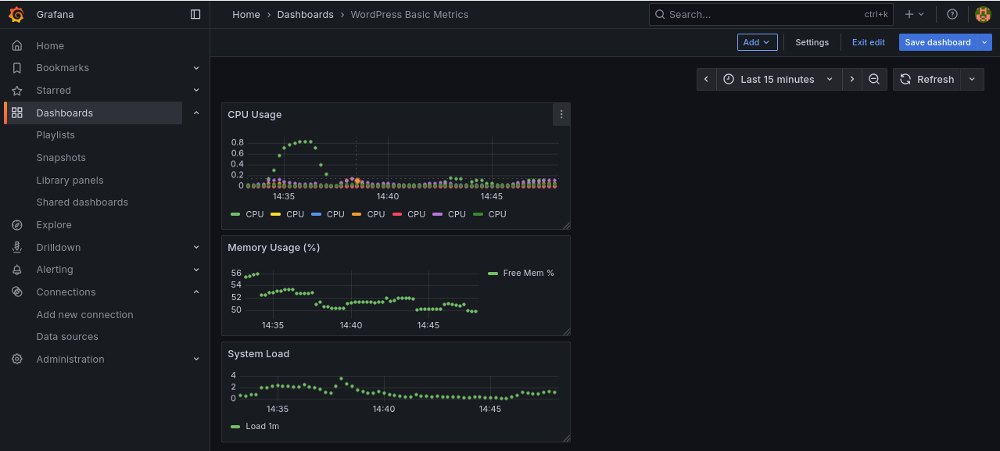 Grafana
Home › Dashboards › WordPress Basic Metrics
Search... ctrl+k
Add Settings Exit edit Save dashboard
Home
Bookmarks
Starred
Dashboards
Playlists
Snapshots
Library panels
Shared dashboards
Explore
Drilldown
Alerting
Connections
Add new connection
Data sources
Administration
Last 15 minutes Refresh
CPU Usage
0.8
0.6
0.4
0.2
0
14:35 14:40 14:45
CPU CPU CPU CPU CPU CPU CPU
Memory Usage (%)
56
54
52
50
14:35 14:40 14:45
Free Mem %
System Load
4
2
0
14:35 14:40 14:45
Load 1m